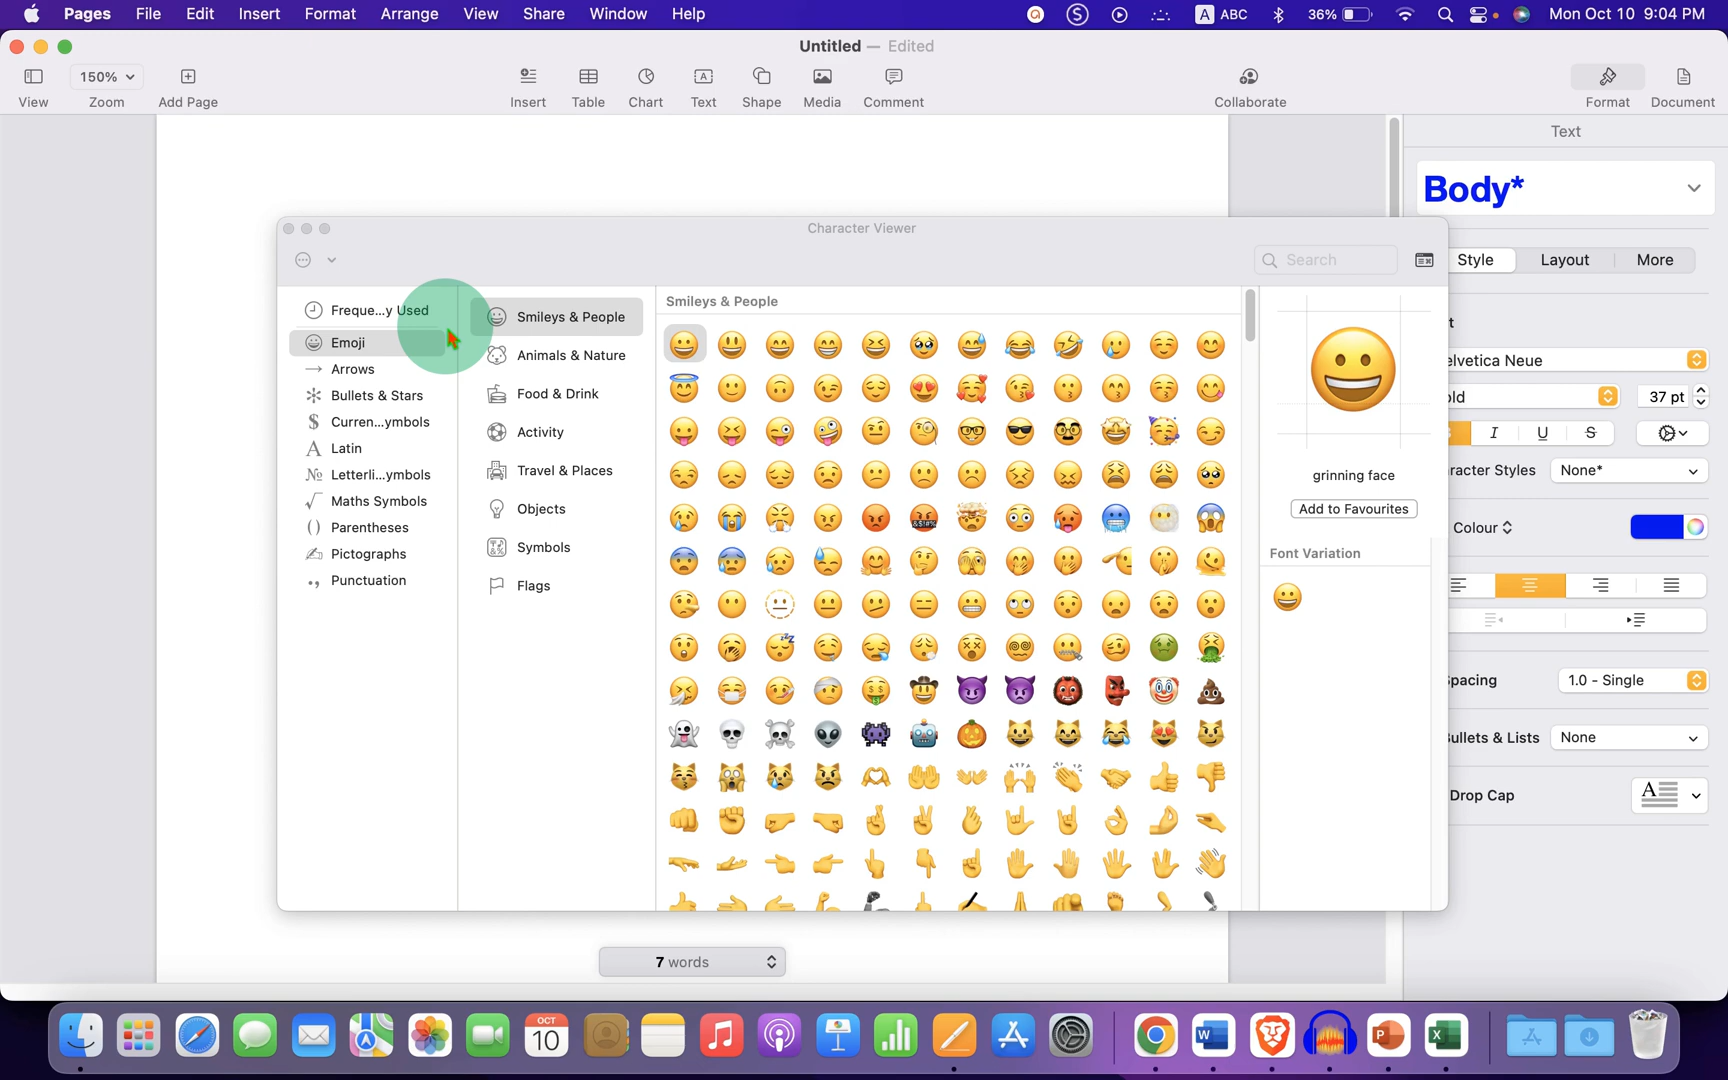 Pages File Edit Insert Format Arrange View Share Window Help A ABC 36% Mon Oct 10 9:04 PM
Untitled — Edited
150%
View Zoom Add Page Insert Table Chart Text Shape Media Comment Collaborate Format Document
Text
Body*
Character Viewer
Search
Style Layout More
Freque...y Used
Emoji
Arrows
Bullets & Stars
Curren...ymbols
Latin
Letterli...ymbols
Maths Symbols
Parentheses
Pictographs
Punctuation
Smileys & People
Animals & Nature
Food & Drink
Activity
Travel & Places
Objects
Symbols
Flags
Smileys & People
grinning face
Add to Favourites
Font Variation
t
elvetica Neue
ld 37 pt
I U S
racter Styles None*
Colour
pacing 1.0 - Single
ullets & Lists None
Drop Cap A
7 words
OCT
10